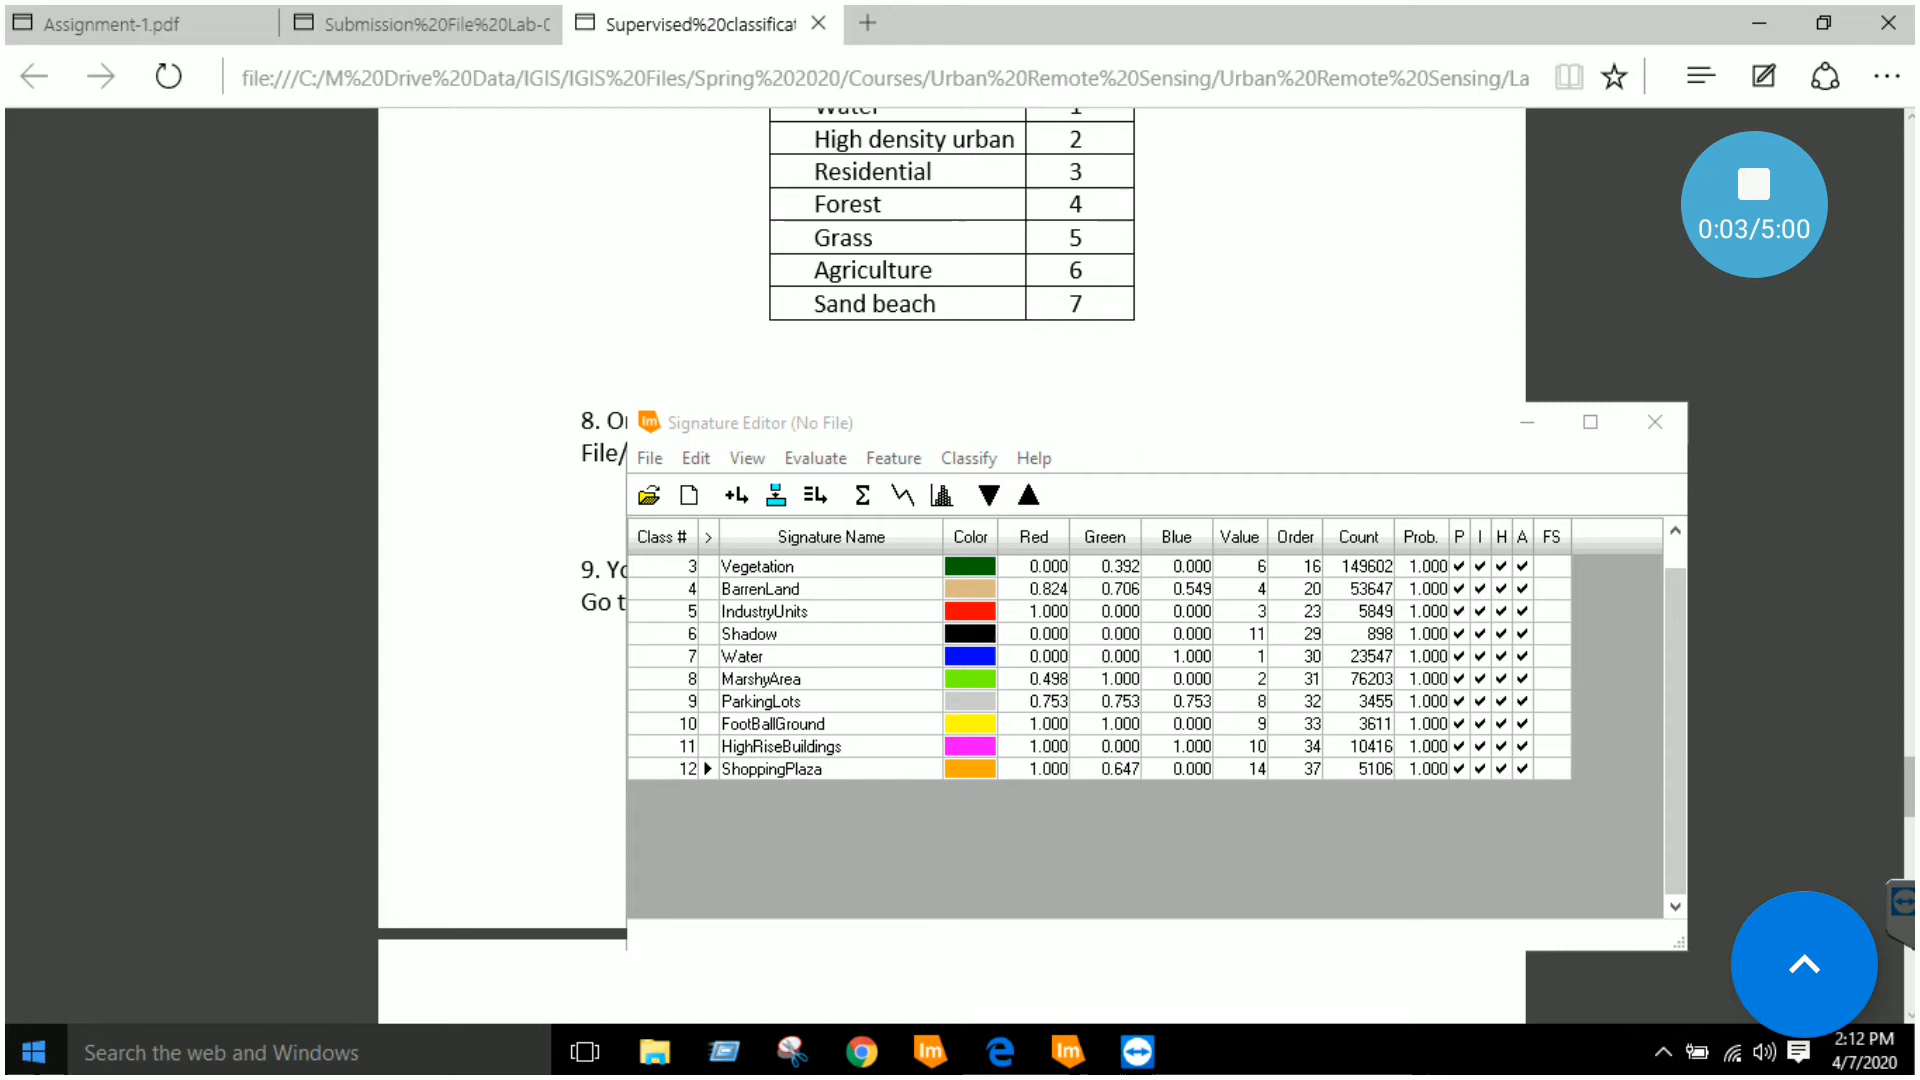 Assignment-1.pdf Submission%20File%20Lab-0 Supervised%20classificat
file:///C:/M%20Drive%20Data/IGIS/IGIS%20Files/Spring%202020/Courses/Urban%20Remote%20Sensing/Urban%20Remote%20Sensing/La
Water 1
High density urban 2
Residential 3
Forest 4
Grass 5
Agriculture 6
Sand beach 7
0:03/5:00
8. O
File/
9. Yo
Go t
Im Signature Editor (No File)
File Edit View Evaluate Feature Classify Help
Class # > Signature Name Color Red Green Blue Value Order Count Prob. P I H A FS
3 Vegetation 0.000 0.392 0.000 6 16 149602 1.000
4 BarrenLand 0.824 0.706 0.549 4 20 53647 1.000
5 IndustryUnits 1.000 0.000 0.000 3 23 5849 1.000
6 Shadow 0.000 0.000 0.000 11 29 898 1.000
7 Water 0.000 0.000 1.000 1 30 23547 1.000
8 MarshyArea 0.498 1.000 0.000 2 31 76203 1.000
9 ParkingLots 0.753 0.753 0.753 8 32 3455 1.000
10 FootBallGround 1.000 1.000 0.000 9 33 3611 1.000
11 HighRiseBuildings 1.000 0.000 1.000 10 34 10416 1.000
12 ShoppingPlaza 1.000 0.647 0.000 14 37 5106 1.000
Search the web and Windows
Im
Im
2:12 PM
4/7/2020